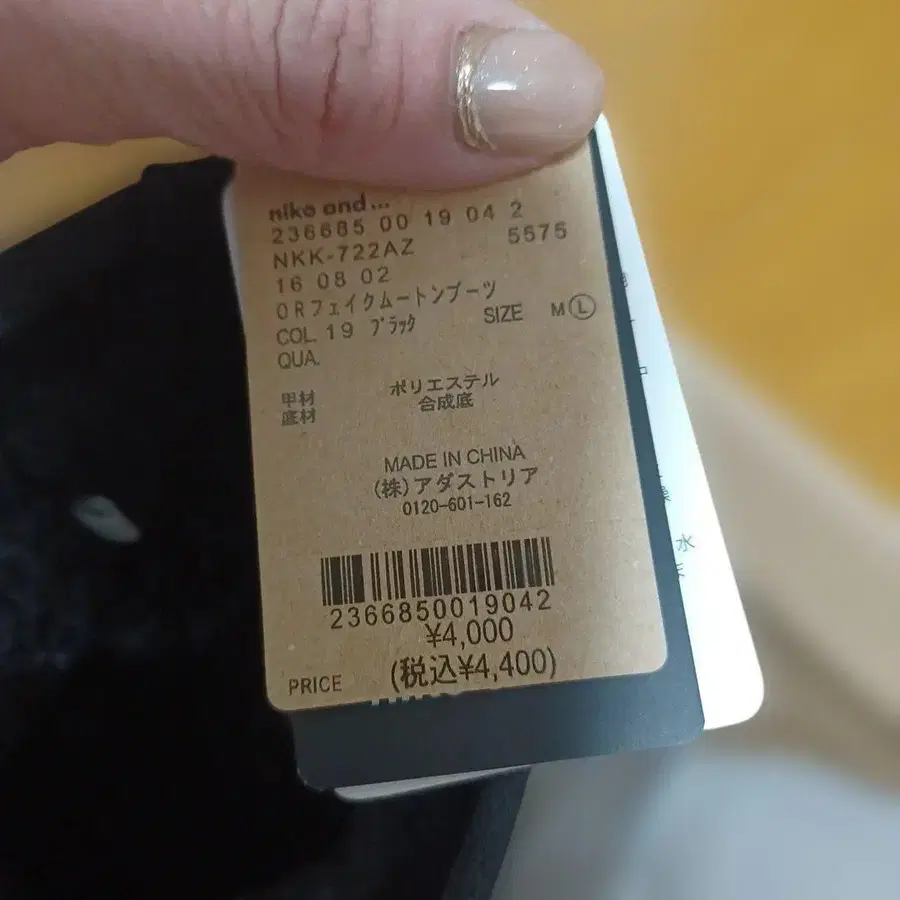 niko and...
236685 00 19 04 2
NKK-722AZ 5575
16 08 02
ORフェイクムートンブーツ
COL. 19 ブラック SIZE M Ⓛ
QUA.
甲材 ポリエステル
底材 合成底
MADE IN CHINA
(株)アダストリア
0120-601-162
2366850019042
¥4,000
PRICE (税込¥4,400)
水